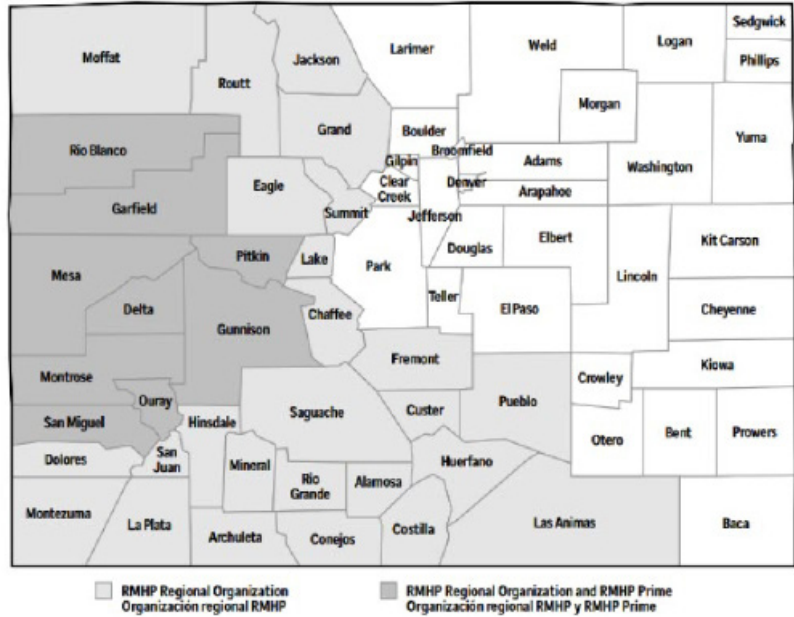 Moffat
Routt
Jackson
Larimer
Weld
Logan
Sedgwick
Phillips
Morgan
Grand
Boulder
Rio Blanco
Broomfield
Gilpin
Adams
Washington
Yuma
Eagle
Clear
Creek
Denver
Arapahoe
Garfield
Summit
Jefferson
Pitkin
Lake
Park
Douglas
Elbert
Kit Carson
Mesa
Lincoln
Delta
Gunnison
Chaffee
Teller
El Paso
Cheyenne
Fremont
Kiowa
Montrose
Ouray
Crowley
San Miguel
Hinsdale
Saguache
Custer
Pueblo
Otero
Bent
Prowers
Dolores
San
Juan
Mineral
Rio
Grande
Alamosa
Huerfano
Montezuma
La Plata
Archuleta
Conejos
Costilla
Las Animas
Baca
RMHP Regional Organization
Organización regional RMHP
RMHP Regional Organization and RMHP Prime
Organización regional RMHP y RMHP Prime